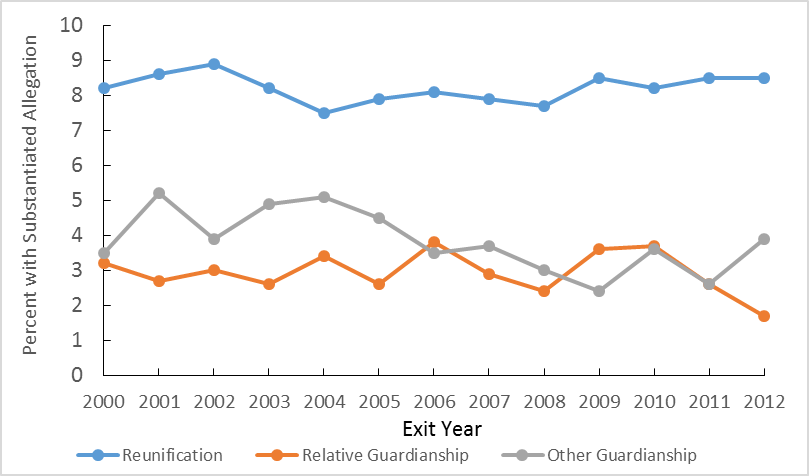 Percent with Substantiated Allegation
10
9
8
7
6
5
4
3
2
1
0
2000 2001 2002 2003 2004 2005 2006 2007 2008 2009 2010 2011 2012
Exit Year
Reunification Relative Guardianship Other Guardianship